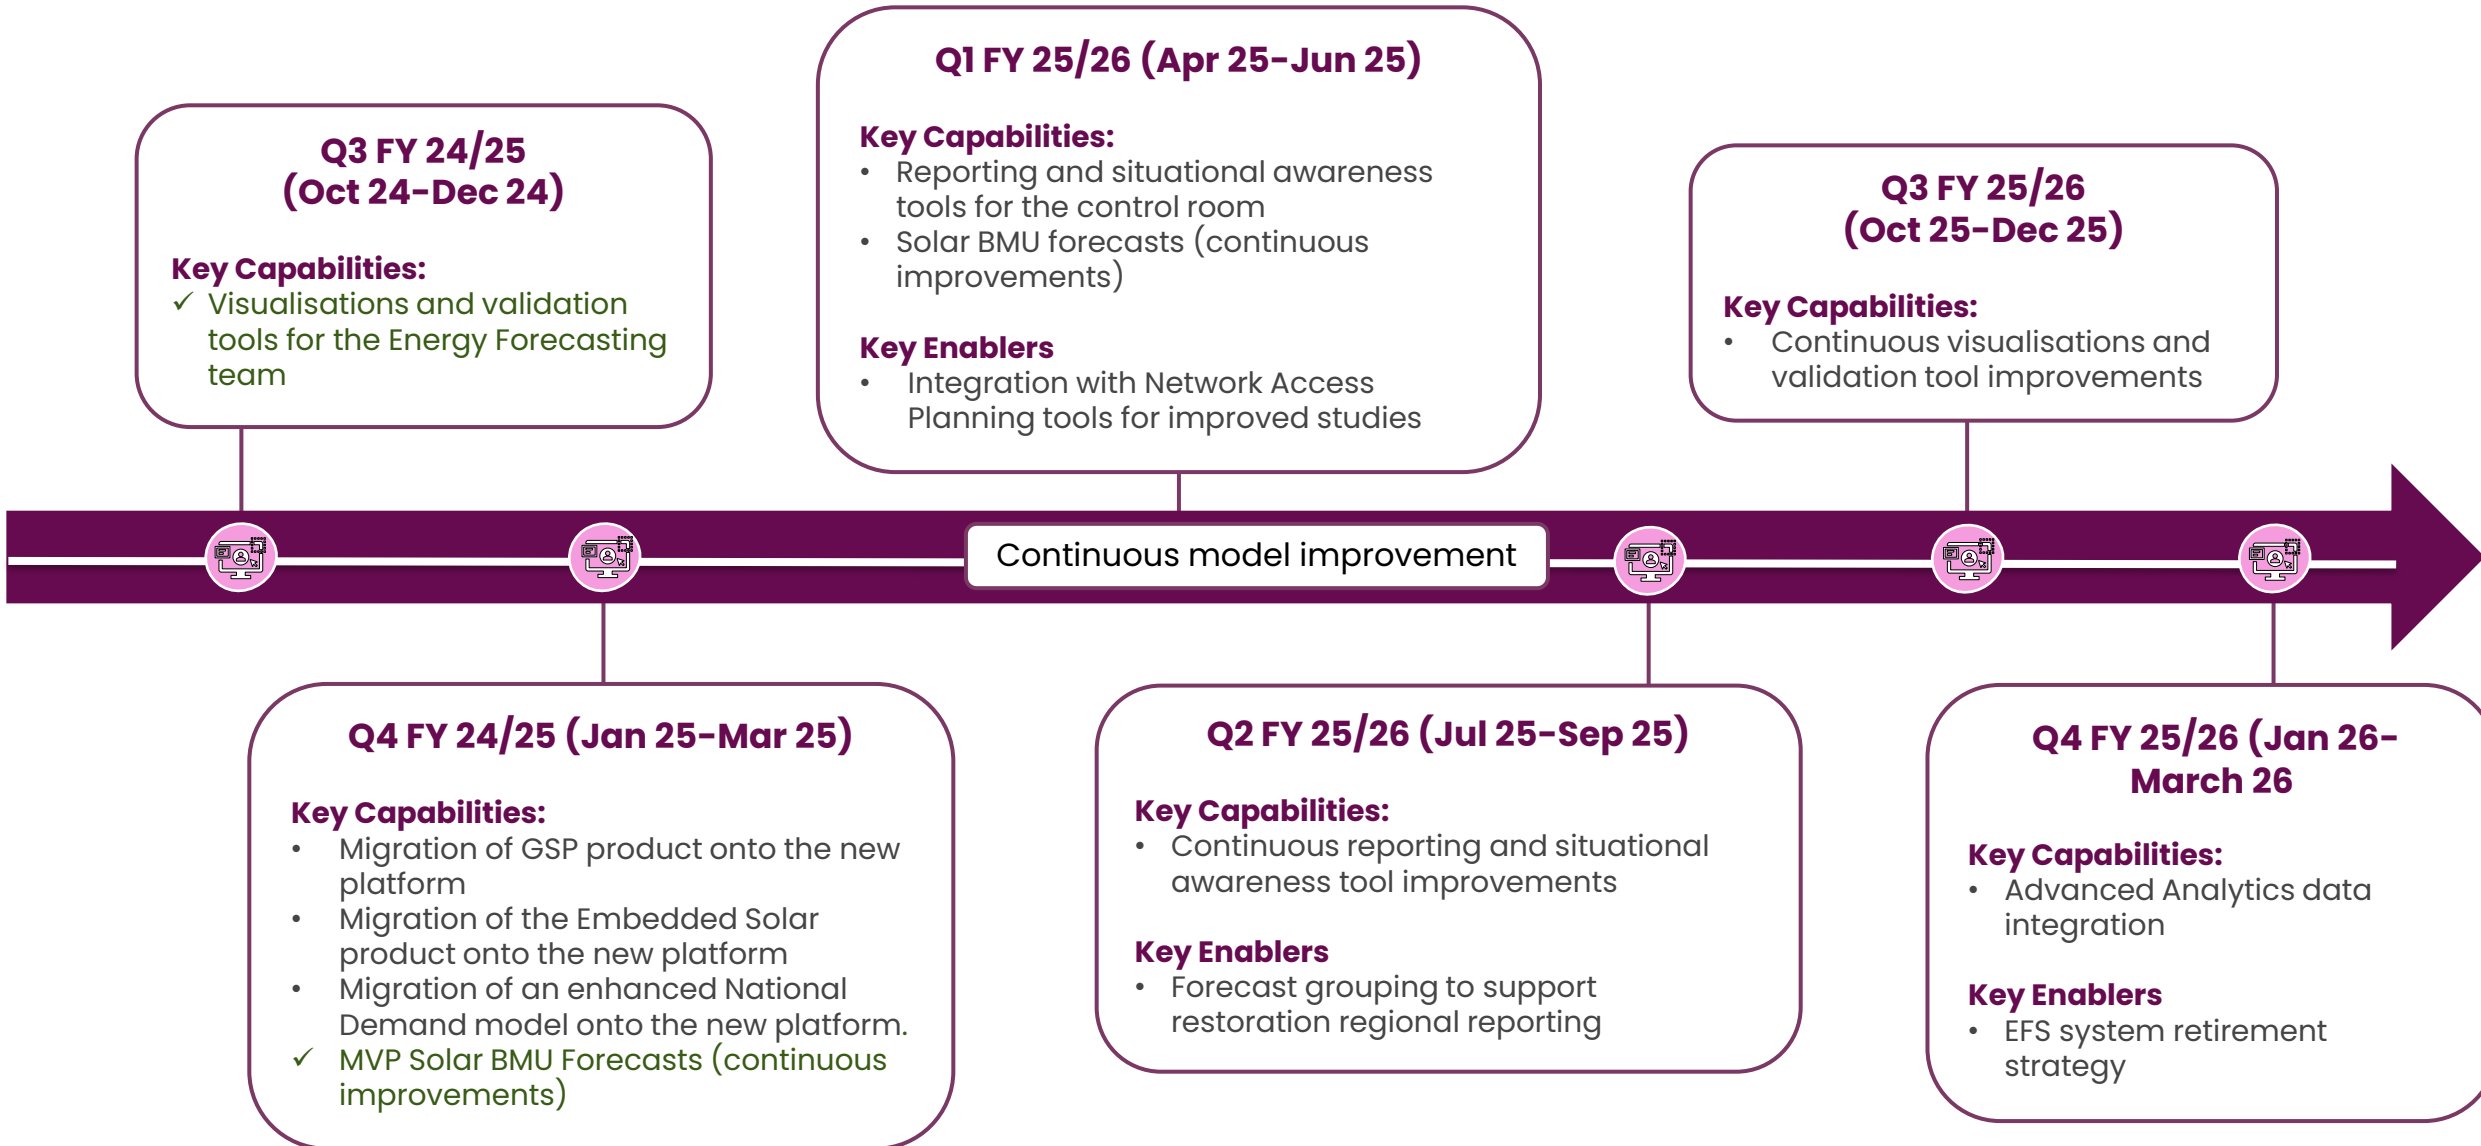 Q3 FY 24/25
(Oct 24-Dec 24)
Key Capabilities:
✓ Visualisations and validation
tools for the Energy Forecasting
team
Q1 FY 25/26 (Apr 25-Jun 25)
Key Capabilities:
• Reporting and situational awareness
tools for the control room
• Solar BMU forecasts (continuous
improvements)
Key Enablers
• Integration with Network Access
Planning tools for improved studies
Q3 FY 25/26
(Oct 25-Dec 25)
Key Capabilities:
• Continuous visualisations and
validation tool improvements
Continuous model improvement
Q4 FY 24/25 (Jan 25-Mar 25)
Key Capabilities:
• Migration of GSP product onto the new
platform
• Migration of the Embedded Solar
product onto the new platform
• Migration of an enhanced National
Demand model onto the new platform.
✓ MVP Solar BMU Forecasts (continuous
improvements)
Q2 FY 25/26 (Jul 25-Sep 25)
Key Capabilities:
• Continuous reporting and situational
awareness tool improvements
Key Enablers
• Forecast grouping to support
restoration regional reporting
Q4 FY 25/26 (Jan 26-
March 26
Key Capabilities:
• Advanced Analytics data
integration
Key Enablers
• EFS system retirement
strategy